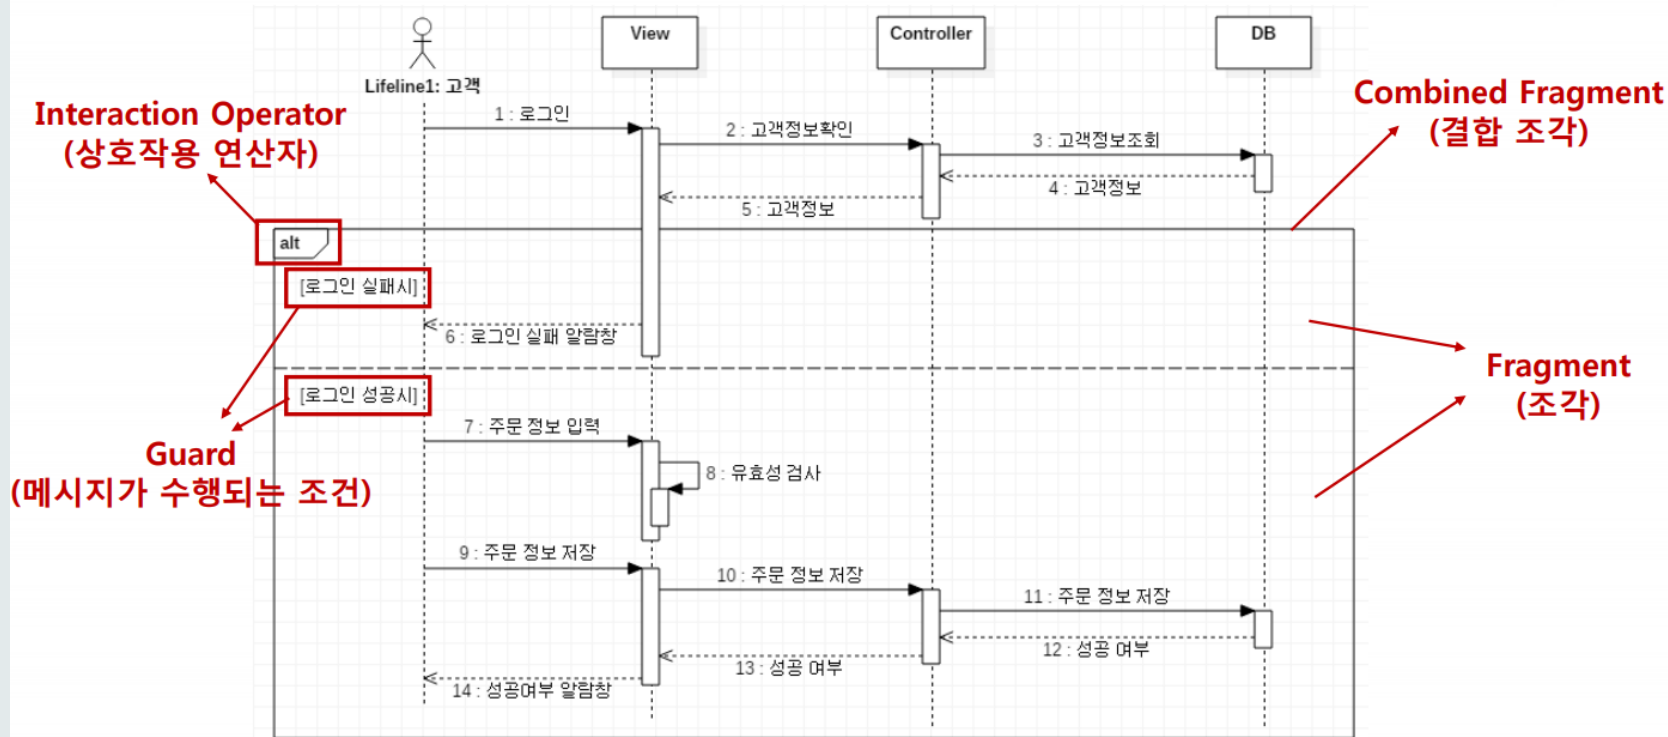 View
Controller
DB
Lifeline1: 고객
Interaction Operator
(상호작용 연산자)
Combined Fragment
(결합 조각)
1 : 로그인
2 : 고객정보확인
3 : 고객정보조회
4 : 고객정보
5 : 고객정보
alt
[로그인 실패시]
6 : 로그인 실패 알람창
Fragment
(조각)
[로그인 성공시]
Guard
(메시지가 수행되는 조건)
7 : 주문 정보 입력
8 : 유효성 검사
9 : 주문 정보 저장
10 : 주문 정보 저장
11 : 주문 정보 저장
12 : 성공 여부
13 : 성공 여부
14 : 성공여부 알람창